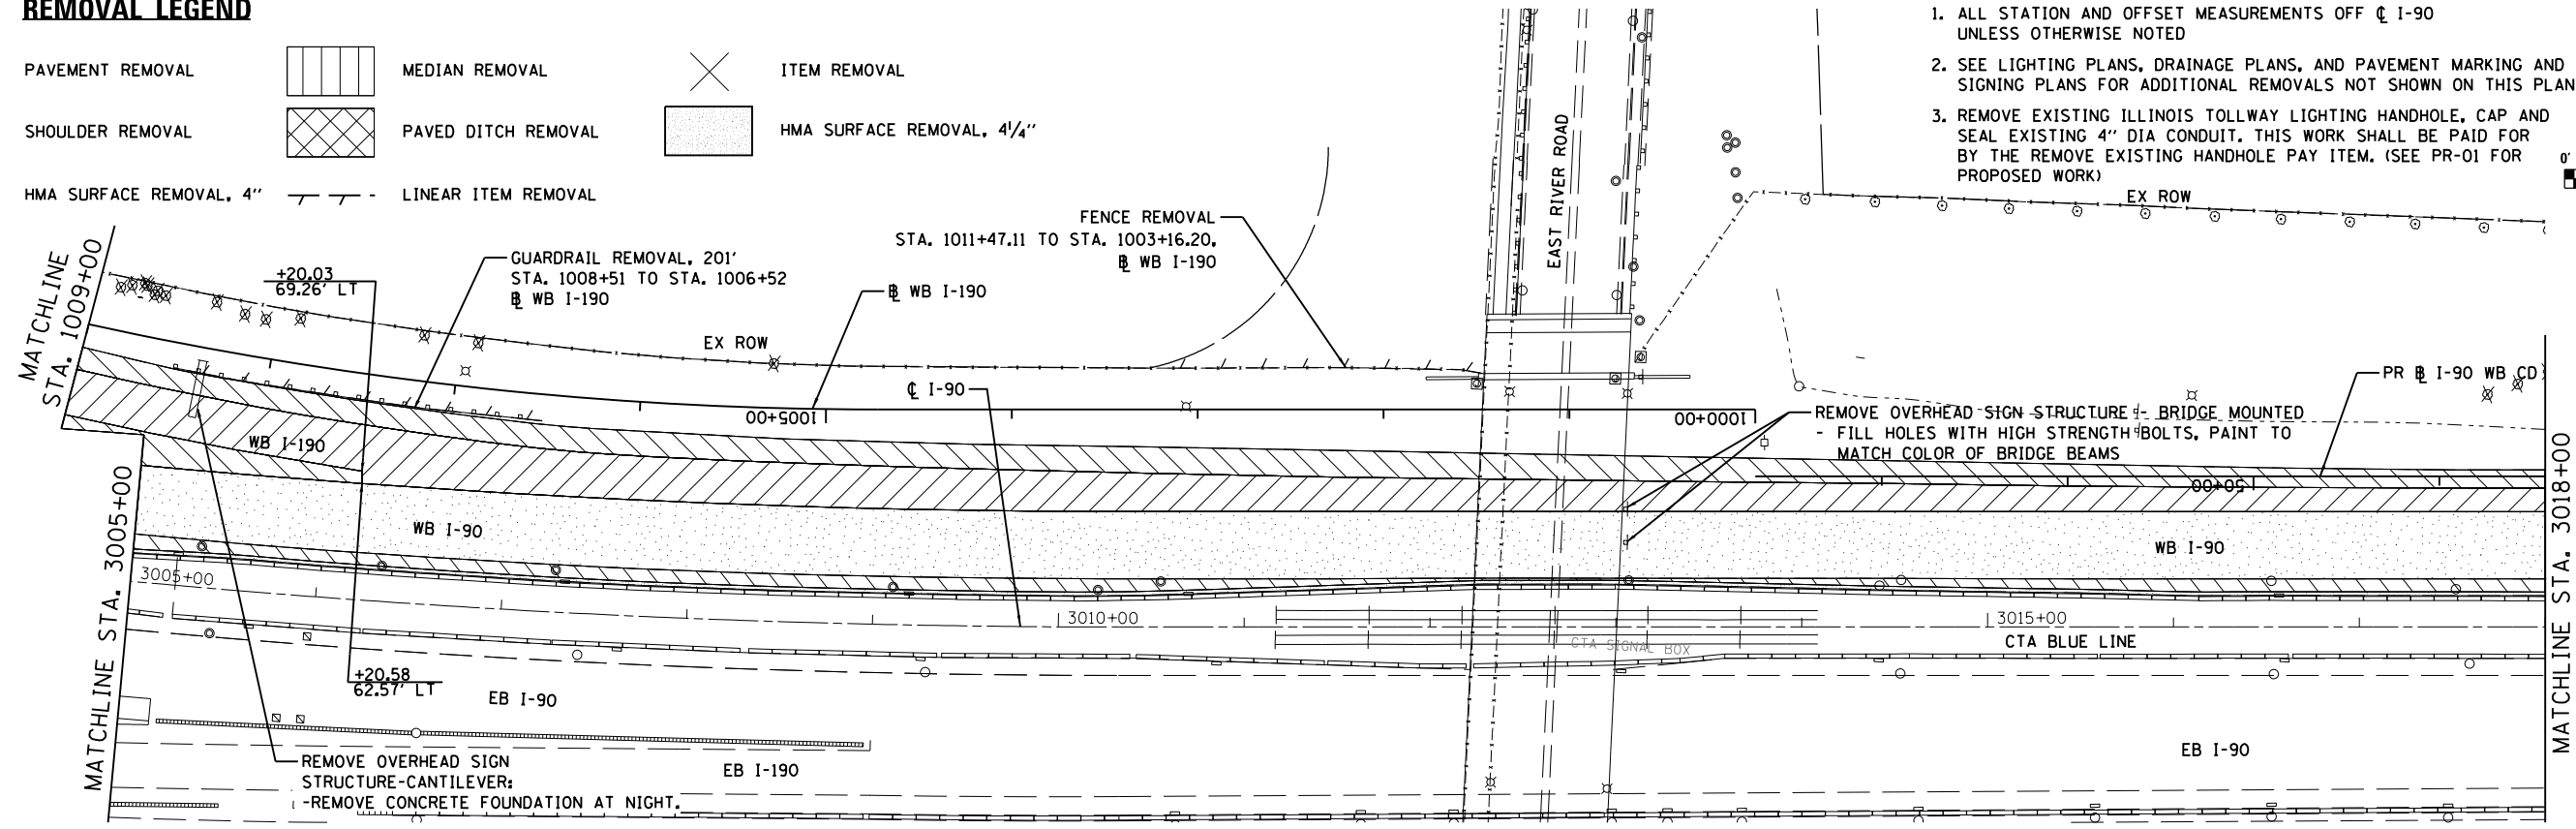 REMOVAL LEGEND
PAVEMENT REMOVAL
MEDIAN REMOVAL
ITEM REMOVAL
SHOULDER REMOVAL
PAVED DITCH REMOVAL
HMA SURFACE REMOVAL, 4 1/4"
HMA SURFACE REMOVAL, 4"
LINEAR ITEM REMOVAL
1. ALL STATION AND OFFSET MEASUREMENTS OFF ℄ I-90
UNLESS OTHERWISE NOTED
2. SEE LIGHTING PLANS, DRAINAGE PLANS, AND PAVEMENT MARKING AND
SIGNING PLANS FOR ADDITIONAL REMOVALS NOT SHOWN ON THIS PLAN
3. REMOVE EXISTING ILLINOIS TOLLWAY LIGHTING HANDHOLE, CAP AND
SEAL EXISTING 4" DIA CONDUIT. THIS WORK SHALL BE PAID FOR
BY THE REMOVE EXISTING HANDHOLE PAY ITEM. (SEE PR-01 FOR
PROPOSED WORK)
0'
EX ROW
EAST RIVER ROAD
FENCE REMOVAL
STA. 1011+47.11 TO STA. 1003+16.20,
B̲L WB I-190
GUARDRAIL REMOVAL, 201'
STA. 1008+51 TO STA. 1006+52
B̲L WB I-190
B̲L WB I-190
MATCHLINE
STA. 1009+00
+20.03
69.26' LT
EX ROW
℄ I-90
1005+00
1000+00
PR B̲L I-90 WB CD
REMOVE OVERHEAD SIGN STRUCTURE - BRIDGE MOUNTED
- FILL HOLES WITH HIGH STRENGTH BOLTS, PAINT TO
MATCH COLOR OF BRIDGE BEAMS
WB I-190
50+00
WB I-90
WB I-90
MATCHLINE STA. 3005+00
MATCHLINE STA. 3018+00
3005+00
3010+00
3015+00
CTA SIGNAL BOX
CTA BLUE LINE
+20.58
62.57' LT
EB I-90
EB I-90
EB I-190
REMOVE OVERHEAD SIGN
STRUCTURE-CANTILEVER:
-REMOVE CONCRETE FOUNDATION AT NIGHT.